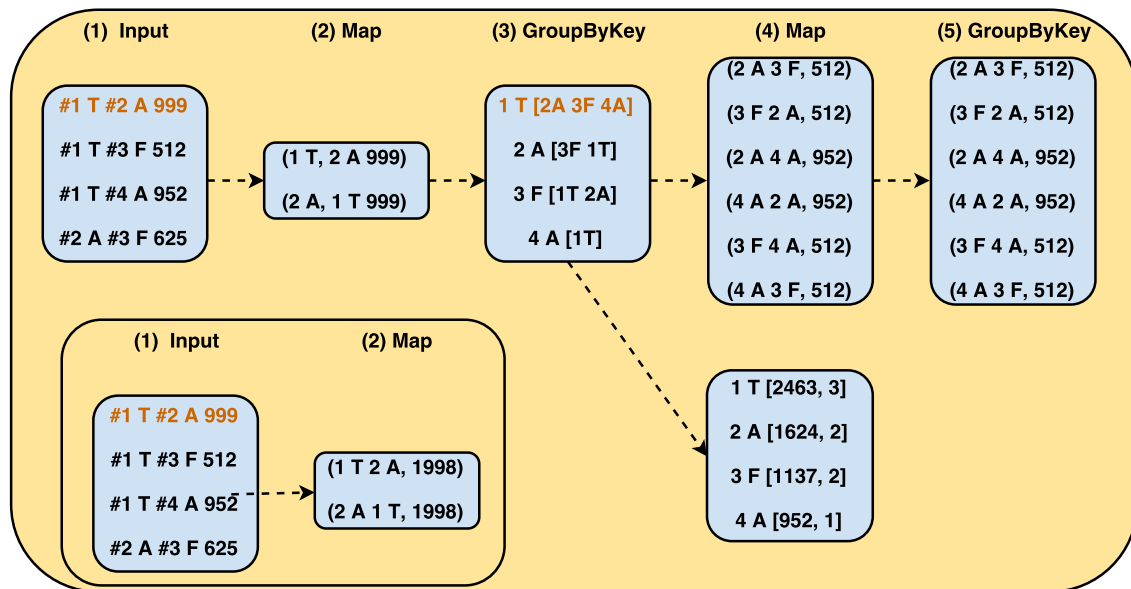 (1) Input
(2) Map
(3) GroupByKey
(4) Map
(5) GroupByKey
#1 T #2 A 999
#1 T #3 F 512
#1 T #4 A 952
#2 A #3 F 625
(1 T, 2 A 999)
(2 A, 1 T 999)
1 T [2A 3F 4A]
2 A [3F 1T]
3 F [1T 2A]
4 A [1T]
(2 A 3 F, 512)
(3 F 2 A, 512)
(2 A 4 A, 952)
(4 A 2 A, 952)
(3 F 4 A, 512)
(4 A 3 F, 512)
(2 A 3 F, 512)
(3 F 2 A, 512)
(2 A 4 A, 952)
(4 A 2 A, 952)
(3 F 4 A, 512)
(4 A 3 F, 512)
(1) Input
(2) Map
#1 T #2 A 999
#1 T #3 F 512
#1 T #4 A 952
#2 A #3 F 625
(1 T 2 A, 1998)
(2 A 1 T, 1998)
1 T [2463, 3]
2 A [1624, 2]
3 F [1137, 2]
4 A [952, 1]